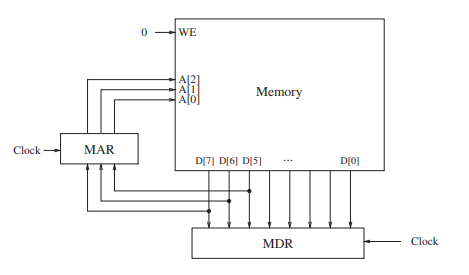 0 WE
A[2]
A[1]
A[0]
Memory
Clock MAR
D[7] D[6] D[5] ... D[0]
MDR Clock